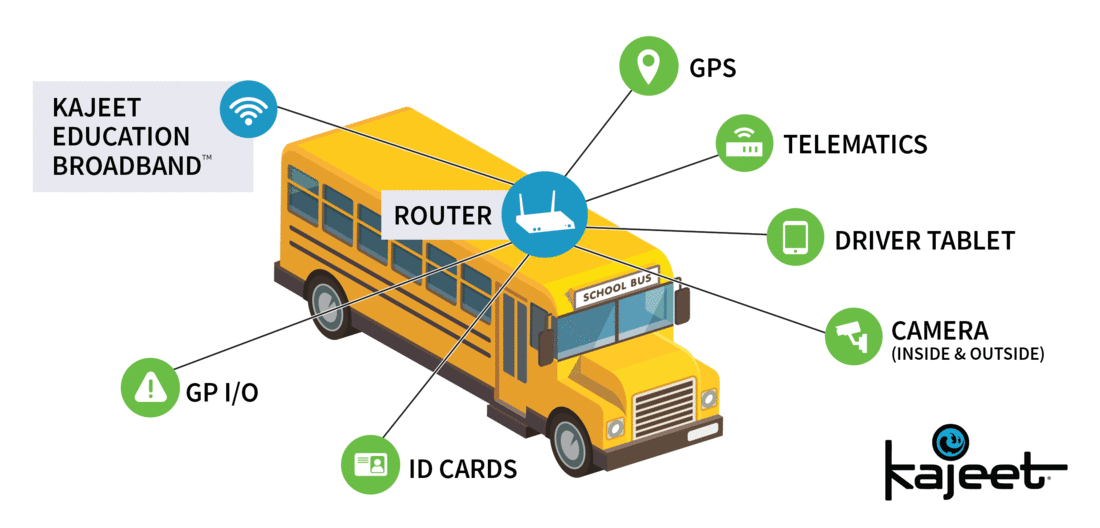 GPS
KAJEET
EDUCATION
BROADBAND™
TELEMATICS
ROUTER
DRIVER TABLET
SCHOOL BUS
CAMERA
(INSIDE & OUTSIDE)
GP I/O
ID CARDS
kajeet®